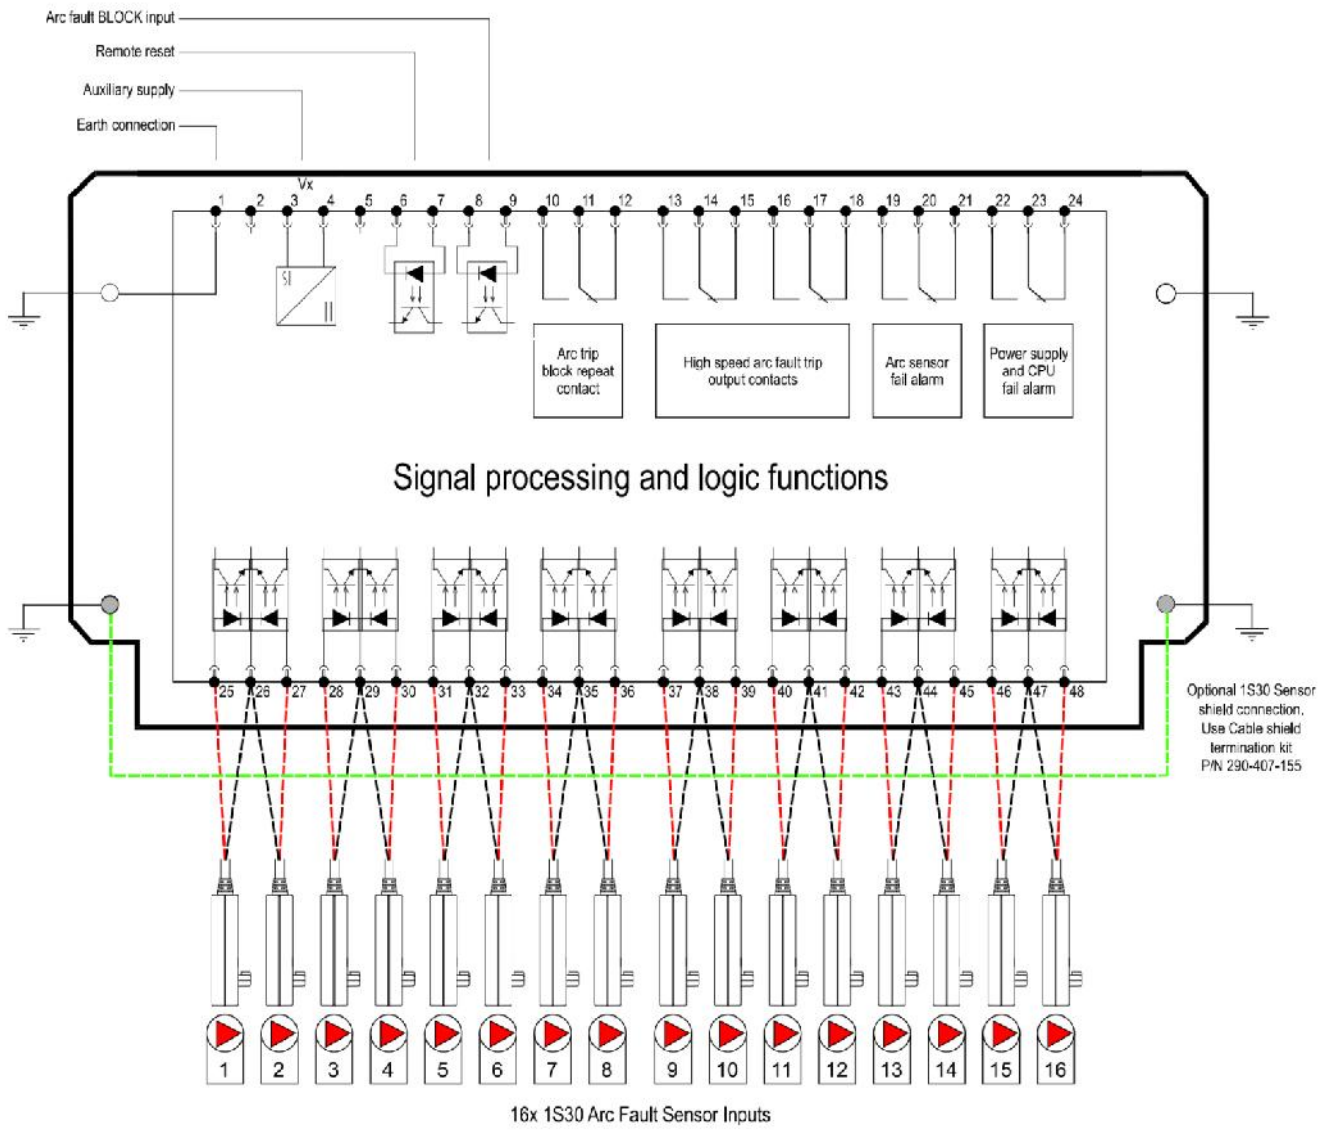 Arc fault BLOCK input
Remote reset
Auxiliary supply
Earth connection
Vx
1 2 3 4 5 6 7 8 9 10 11 12 13 14 15 16 17 18 19 20 21 22 23 24
Arc trip
block repeat
contact
High speed arc fault trip
output contacts
Arc sensor
fail alarm
Power supply
and CPU
fail alarm
Signal processing and logic functions
25 26 27 28 29 30 31 32 33 34 35 36 37 38 39 40 41 42 43 44 45 46 47 48
Optional 1S30 Sensor
shield connection.
Use Cable shield
termination kit
P/N 290-407-155
1 2 3 4 5 6 7 8 9 10 11 12 13 14 15 16
16x 1S30 Arc Fault Sensor Inputs